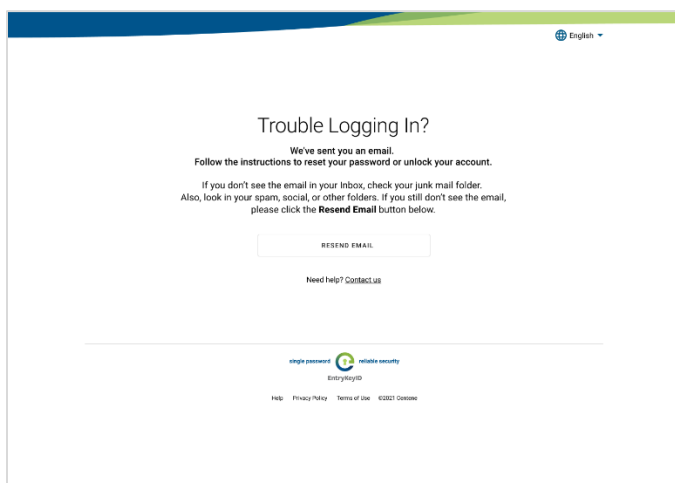 English
Trouble Logging In?
We've sent you an email.
Follow the instructions to reset your password or unlock your account.
If you don't see the email in your Inbox, check your junk mail folder.
Also, look in your spam, social, or other folders. If you still don't see the email,
please click the Resend Email button below.
RESEND EMAIL
Need help? Contact us
single password reliable security
EntryKeyID
Help Privacy Policy Terms of Use ©2021 Centene